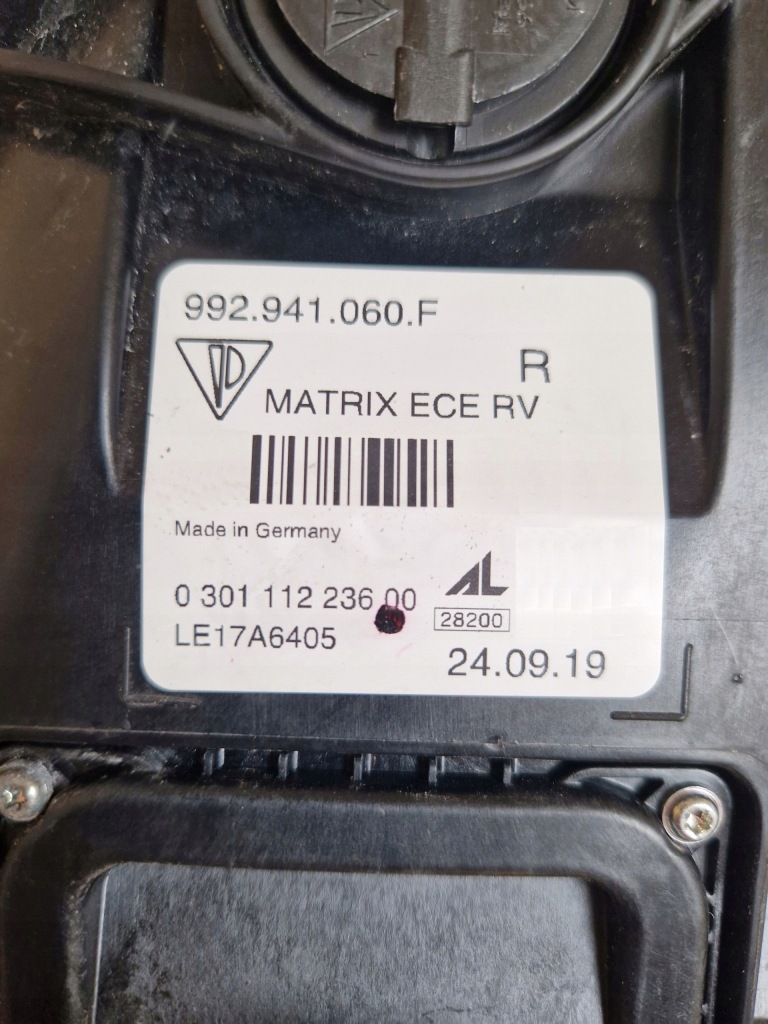 992.941.060.F
R
MATRIX ECE RV
Made in Germany
0 301 112 236 00
AL
28200
LE17A6405
24.09.19